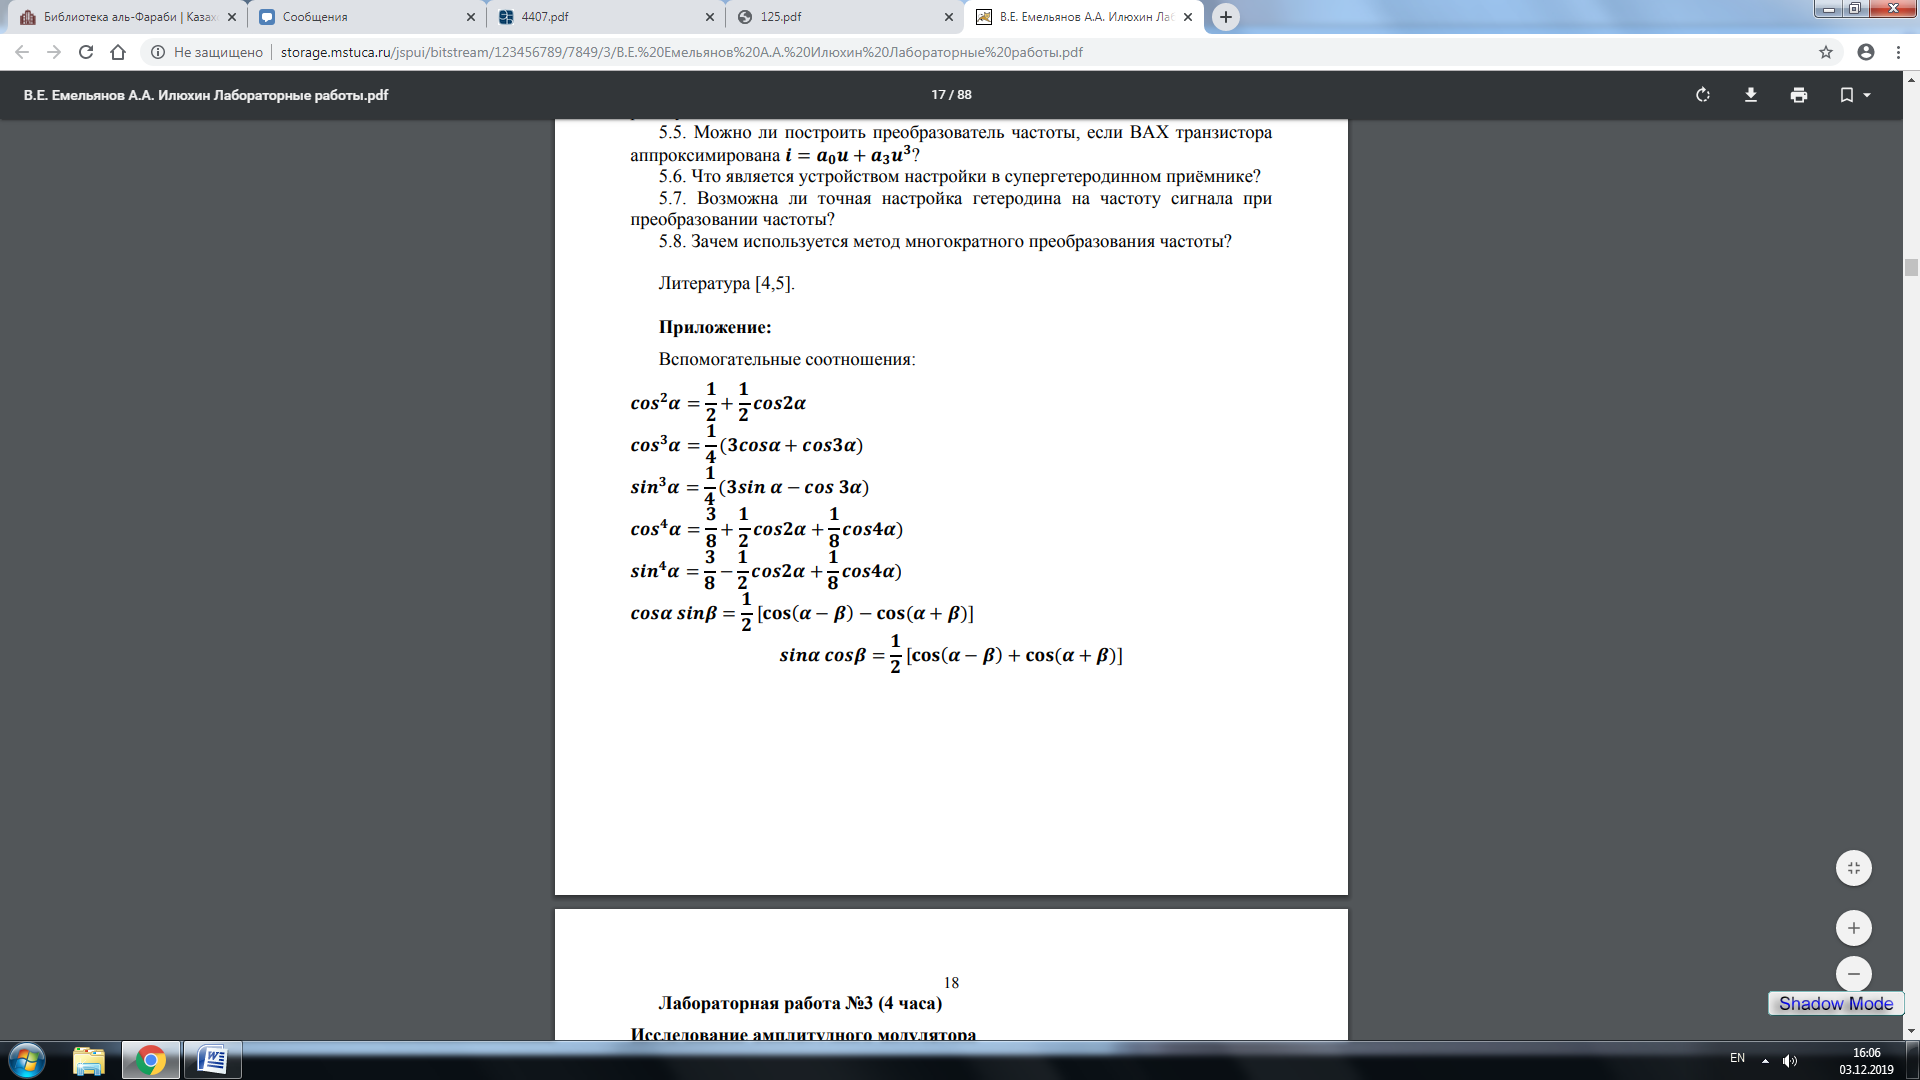 Библиотека аль-Фараби | Казах
Сообщения
4407.pdf
125.pdf
В.Е. Емельянов А.А. Илюхин Ла
Не защищено | storage.mstuca.ru/jspui/bitstream/123456789/7849/3/В.Е.%20Емельянов%20А.А.%20Илюхин%20Лабораторные%20работы.pdf
В.Е. Емельянов А.А. Илюхин Лабораторные работы.pdf
17 / 88
5.5. Можно ли построить преобразователь частоты, если ВАХ транзистора
аппроксимирована i = a₀u + a₃u³?
5.6. Что является устройством настройки в супергетеродинном приёмнике?
5.7. Возможна ли точная настройка гетеродина на частоту сигнала при
преобразовании частоты?
5.8. Зачем используется метод многократного преобразования частоты?
Литература [4,5].
Приложение:
Вспомогательные соотношения:
cos²α = 1/2 + 1/2 cos2α
cos³α = 1/4 (3cosα + cos3α)
sin³α = 1/4 (3sin α − cos 3α)
cos⁴α = 3/8 + 1/2 cos2α + 1/8 cos4α)
sin⁴α = 3/8 − 1/2 cos2α + 1/8 cos4α)
cosα sinβ = 1/2 [cos(α − β) − cos(α + β)]
sinα cosβ = 1/2 [cos(α − β) + cos(α + β)]
18
Лабораторная работа №3 (4 часа)
Исследование амплитудного модулятора
Shadow Mode
EN
16:06
03.12.2019